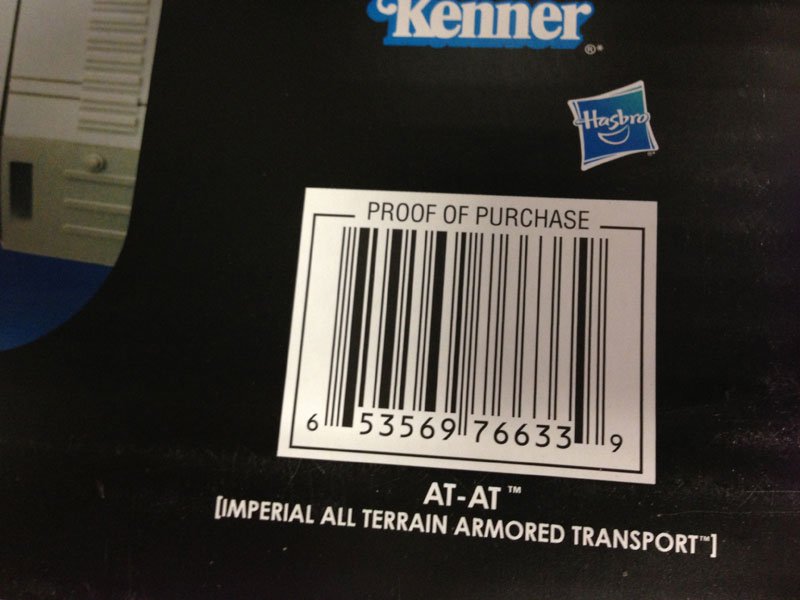 Kenner
®*
Hasbro
®*
PROOF OF PURCHASE
6 53569 76633 9
AT-AT™
[IMPERIAL ALL TERRAIN ARMORED TRANSPORT™]